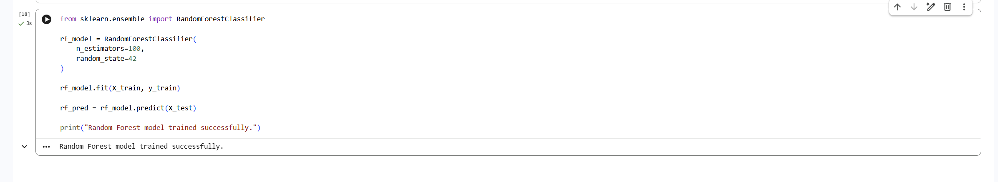 [18]
3s
from sklearn.ensemble import RandomForestClassifier
rf_model = RandomForestClassifier(
    n_estimators=100,
    random_state=42
)
rf_model.fit(X_train, y_train)
rf_pred = rf_model.predict(X_test)
print("Random Forest model trained successfully.")
Random Forest model trained successfully.